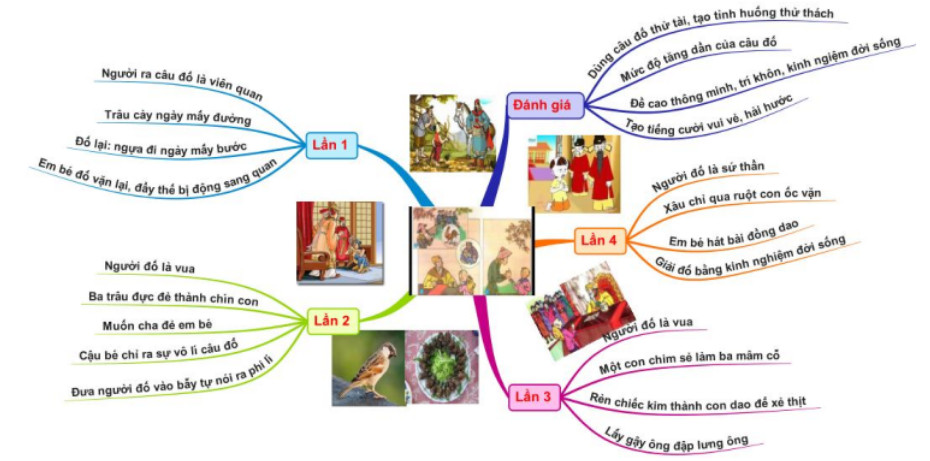 Lần 1
Người ra câu đố là viên quan
Trâu cày ngày mấy đường
Đố lại: ngựa đi ngày mấy bước
Em bé đố vặn lại, đẩy thế bị động sang quan
Lần 2
Người đố là vua
Ba trâu đực đẻ thành chín con
Muốn cha đẻ em bé
Cậu bé chỉ ra sự vô lí câu đố
Đưa người đố vào bẫy tự nói ra phi lí
Lần 3
Người đố là vua
Một con chim sẻ làm ba mâm cỗ
Rèn chiếc kim thành con dao để xẻ thịt
Lấy gậy ông đập lưng ông
Lần 4
Người đố là sứ thần
Xâu chỉ qua ruột con ốc vặn
Em bé hát bài đồng dao
Giải đố bằng kinh nghiệm đời sống
Đánh giá
Dùng câu đố thử tài, tạo tình huống thử thách
Mức độ tăng dần của câu đố
Đề cao thông minh, trí khôn, kinh ngiệm đời sống
Tạo tiếng cười vui vẻ, hài hước